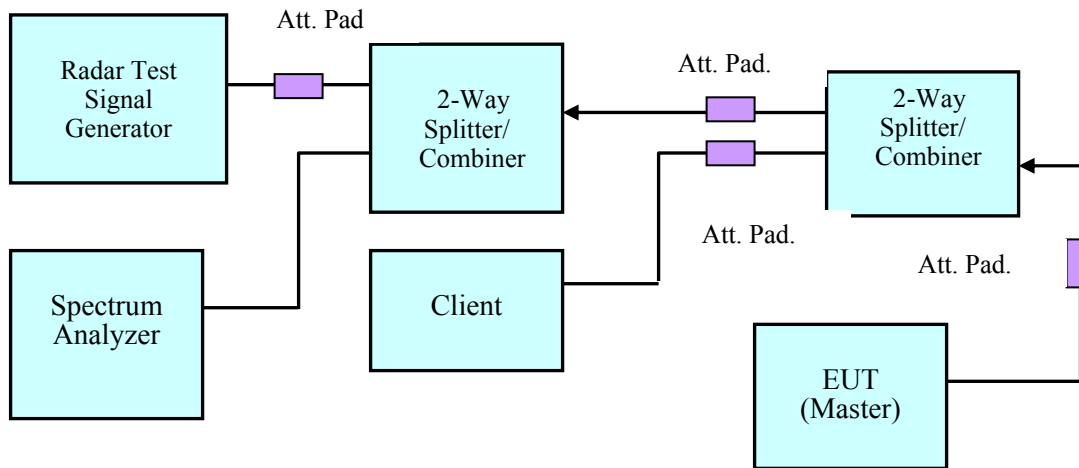 Att. Pad
Radar Test
Signal
Generator
2-Way
Splitter/
Combiner
Att. Pad.
2-Way
Splitter/
Combiner
Att. Pad.
Att. Pad.
Spectrum
Analyzer
Client
EUT
(Master)